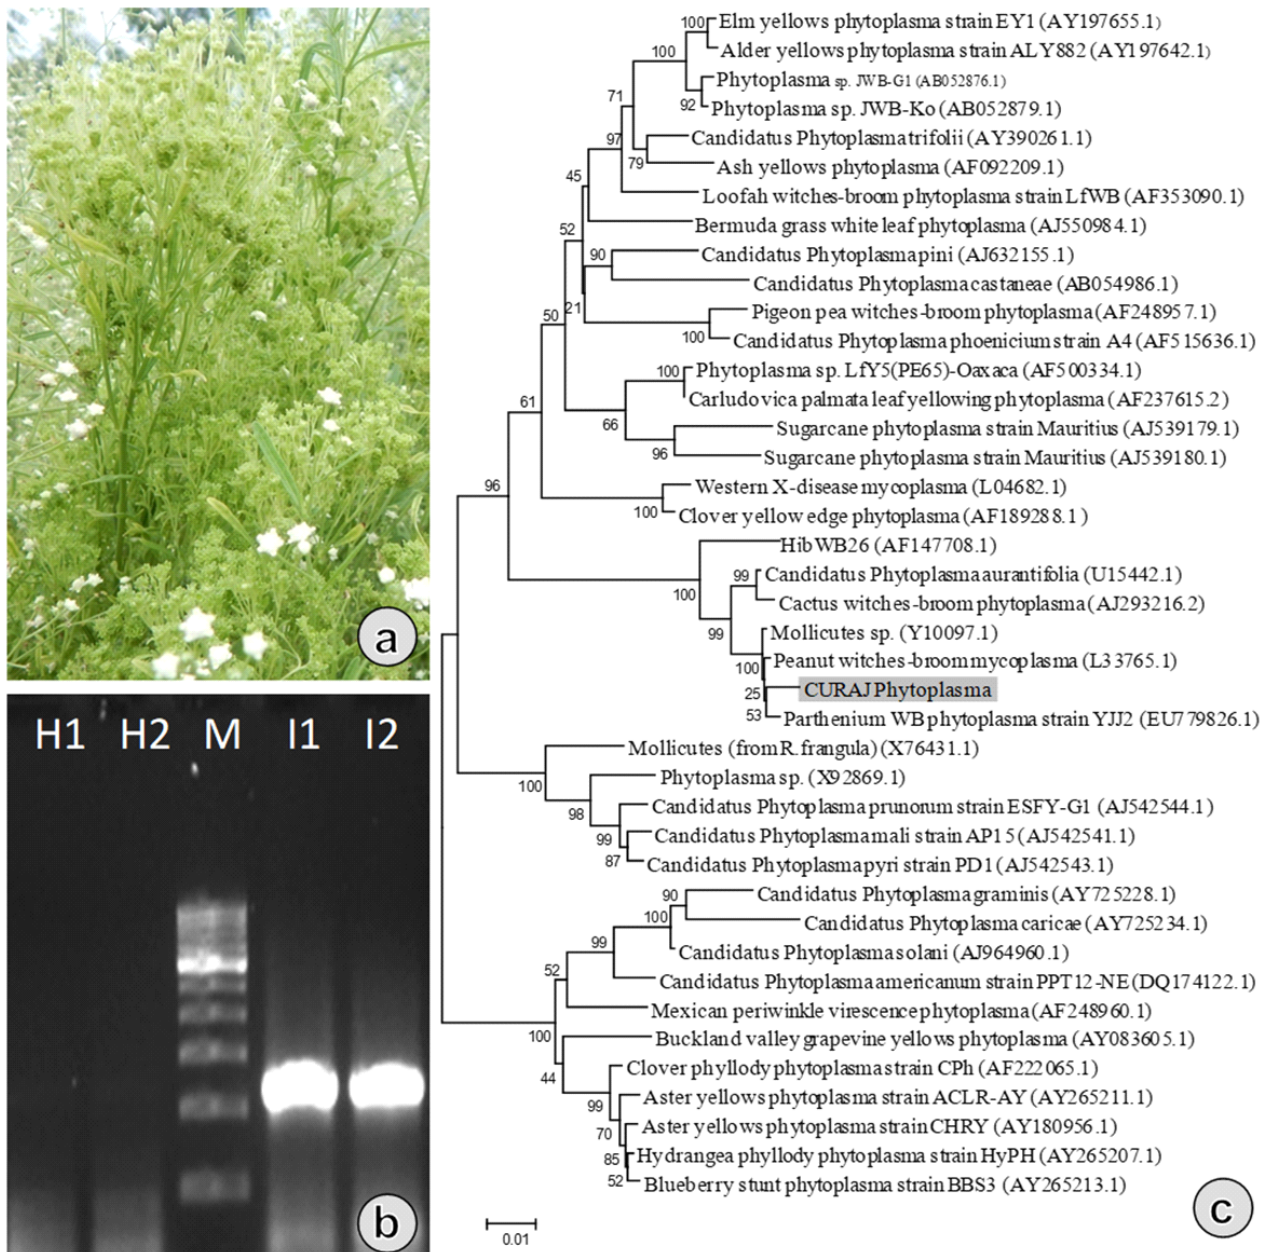 a
H1 H2 M I1 I2
b
Elm yellows phytoplasma strain EY1 (AY197655.1)
100
Alder yellows phytoplasma strain ALY882 (AY197642.1)
100
Phytoplasma sp. JWB-G1 (AB052876.1)
71
92
Phytoplasma sp. JWB-Ko (AB052879.1)
97
Candidatus Phytoplasma trifolii (AY390261.1)
79
Ash yellows phytoplasma (AF092209.1)
45
Loofah witches-broom phytoplasma strain LfWB (AF353090.1)
52
Bermuda grass white leaf phytoplasma (AJ550984.1)
90
Candidatus Phytoplasma pini (AJ632155.1)
Candidatus Phytoplasma castaneae (AB054986.1)
21
50
Pigeon pea witches-broom phytoplasma (AF248957.1)
100
Candidatus Phytoplasma phoenicium strain A4 (AF515636.1)
100
Phytoplasma sp. LfY5(PE65)-Oaxaca (AF500334.1)
61
Carludovica palmata leaf yellowing phytoplasma (AF237615.2)
66
Sugarcane phytoplasma strain Mauritius (AJ539179.1)
96
Sugarcane phytoplasma strain Mauritius (AJ539180.1)
96
Western X-disease mycoplasma (L04682.1)
100
Clover yellow edge phytoplasma (AF189288.1)
HibWB26 (AF147708.1)
99
Candidatus Phytoplasma aurantifolia (U15442.1)
100
Cactus witches-broom phytoplasma (AJ293216.2)
99
Mollicutes sp. (Y10097.1)
100
Peanut witches-broom mycoplasma (L33765.1)
25
CURAJ Phytoplasma
53
Parthenium WB phytoplasma strain YJJ2 (EU779826.1)
Mollicutes (from R. frangula) (X76431.1)
100
Phytoplasma sp. (X92869.1)
98
Candidatus Phytoplasma prunorum strain ESFY-G1 (AJ542544.1)
99
Candidatus Phytoplasma mali strain AP15 (AJ542541.1)
87
Candidatus Phytoplasma pyri strain PD1 (AJ542543.1)
90
Candidatus Phytoplasma graminis (AY725228.1)
100
Candidatus Phytoplasma caricae (AY725234.1)
99
Candidatus Phytoplasma solani (AJ964960.1)
52
Candidatus Phytoplasma americanum strain PPT12-NE (DQ174122.1)
Mexican periwinkle virescence phytoplasma (AF248960.1)
100
Buckland valley grapevine yellows phytoplasma (AY083605.1)
44
Clover phyllody phytoplasma strain CPh (AF222065.1)
99
Aster yellows phytoplasma strain ACLR-AY (AY265211.1)
70
Aster yellows phytoplasma strain CHRY (AY180956.1)
85
Hydrangea phyllody phytoplasma strain HyPH (AY265207.1)
52
Blueberry stunt phytoplasma strain BBS3 (AY265213.1)
0.01
c